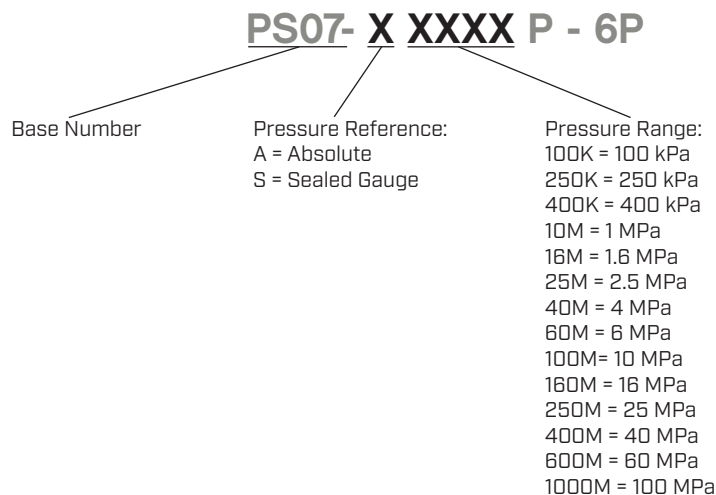 PS07- X XXXX P - 6P
Base Number
Pressure Reference:
A = Absolute
S = Sealed Gauge
Pressure Range:
100K = 100 kPa
250K = 250 kPa
400K = 400 kPa
10M = 1 MPa
16M = 1.6 MPa
25M = 2.5 MPa
40M = 4 MPa
60M = 6 MPa
100M= 10 MPa
160M = 16 MPa
250M = 25 MPa
400M = 40 MPa
600M = 60 MPa
1000M = 100 MPa